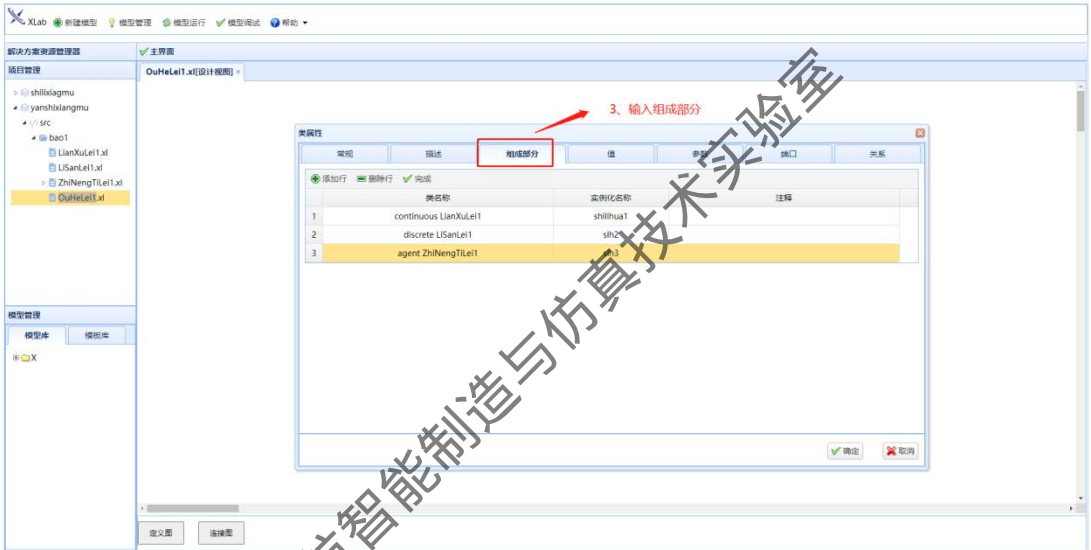 XLab 新建模型 模型管理 模型运行 模型调试 帮助
解决方案资源管理器
主界面
项目管理
OuHeLei1.xl[设计视图] ×
shilixiagmu
yanshixiangmu
src
bao1
LianXuLei1.xl
LiSanLei1.xl
ZhiNengTiLei1.xl
OuHeLei1.xl
3、输入组成部分
类属性
常规 描述 组成部分 值 参数 端口 关系
添加行 删除行 完成
类名称 实例化名称 注释
1 continuous LianXuLei1 shilihua1
2 discrete LiSanLei1 slh2
3 agent ZhiNengTiLei1 slh3
确定 取消
模型管理
模型库 模板库
X
定义图 连接图
智能制造与仿真技术实验室